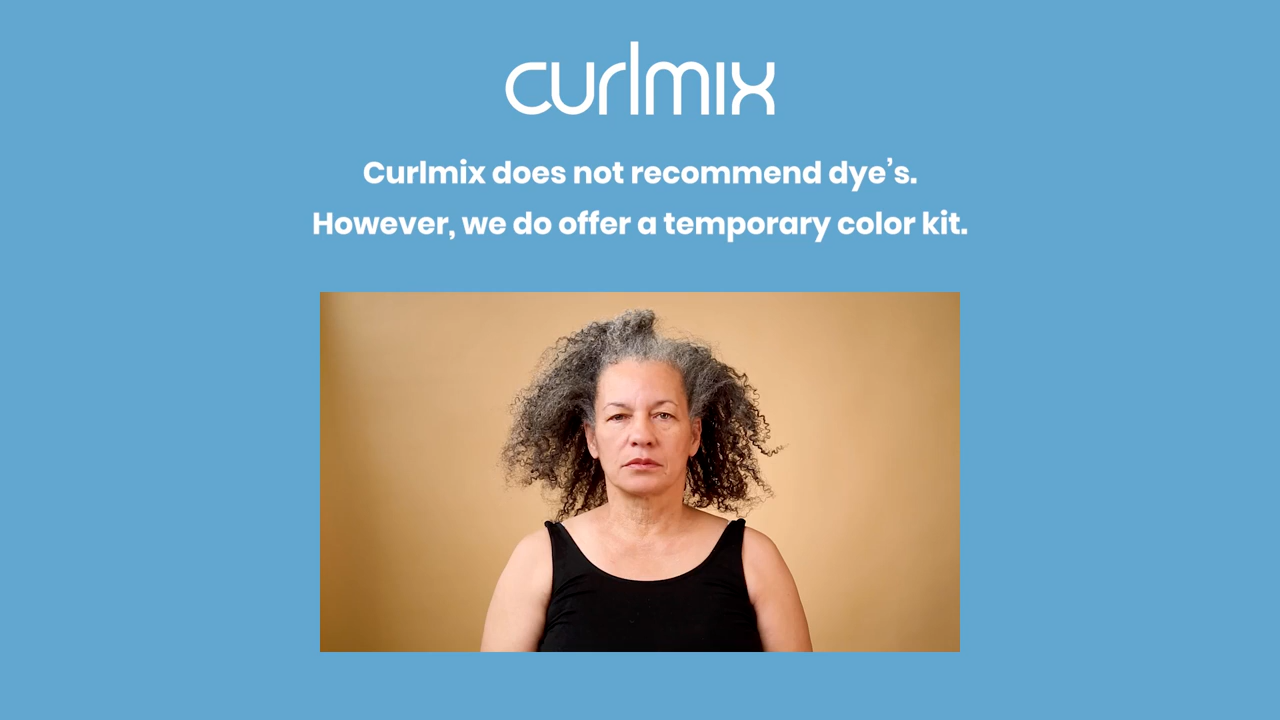 curlmix
Curlmix does not recommend dye’s.
However, we do offer a temporary color kit.